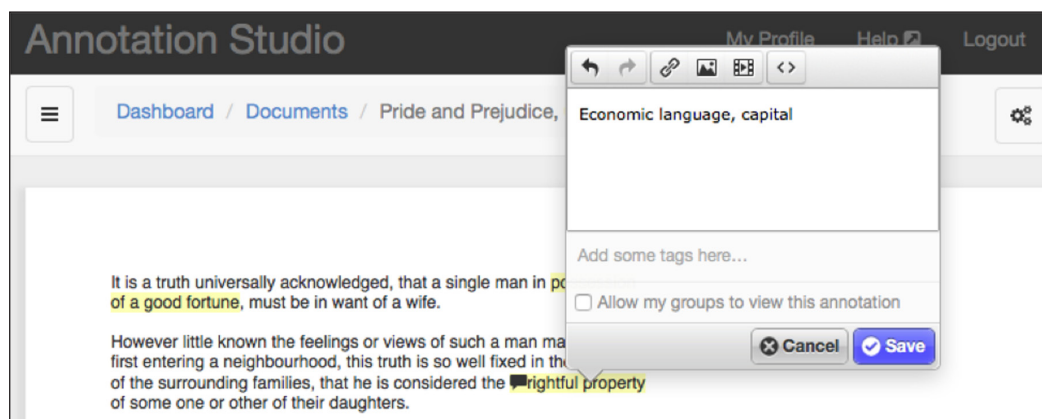 Annotation Studio
My Profile Help Logout
Dashboard / Documents / Pride and Prejudice,
Economic language, capital
Add some tags here...
Allow my groups to view this annotation
Cancel Save
It is a truth universally acknowledged, that a single man in
of a good fortune, must be in want of a wife.
However little known the feelings or views of such a man
first entering a neighbourhood, this truth is so well fixed in
of the surrounding families, that he is considered the rightful property
of some one or other of their daughters.